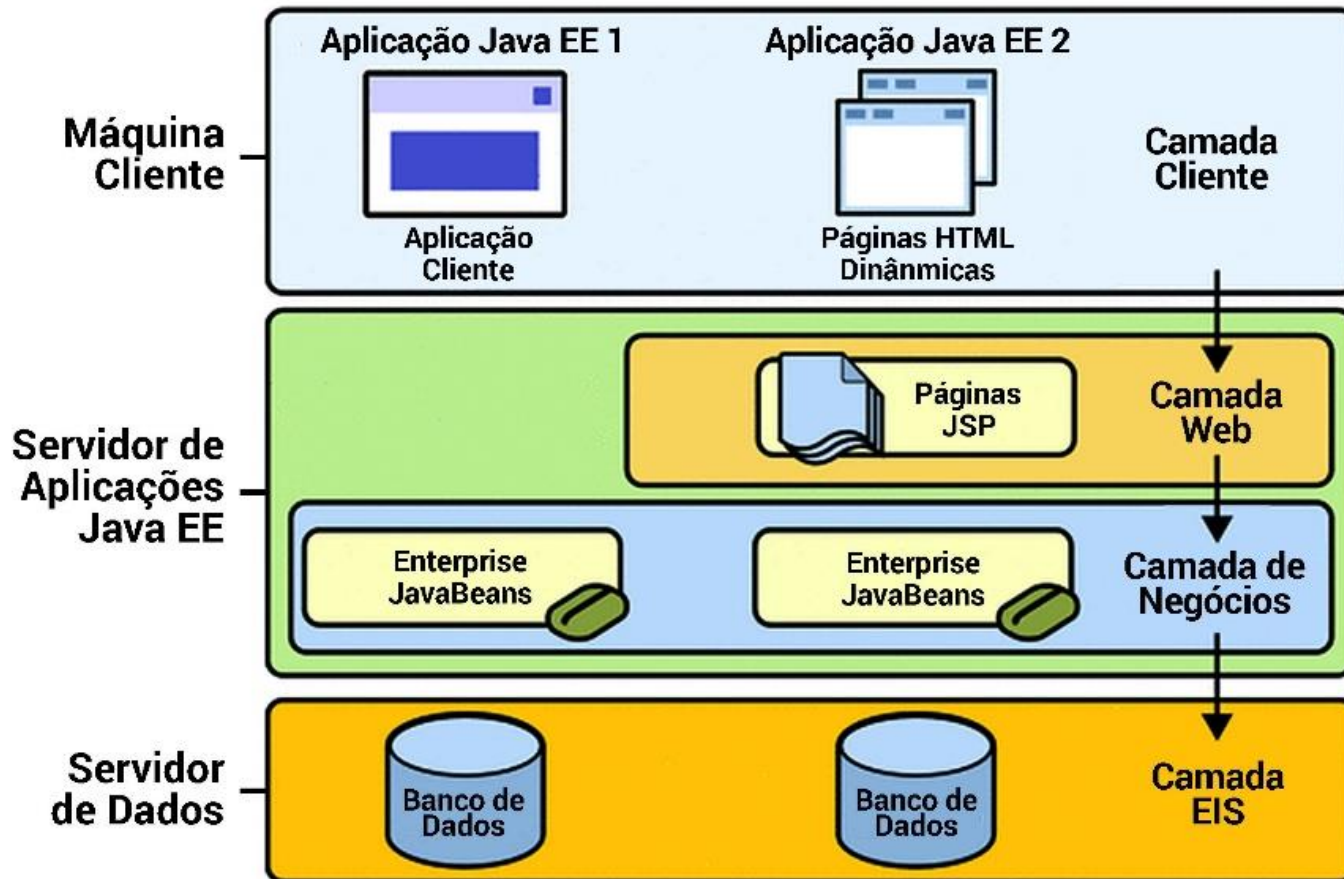 Aplicação Java EE 1
Aplicação Java EE 2
Máquina
Cliente
Camada
Cliente
Aplicação
Cliente
Páginas HTML
Dinânmicas
Servidor de
Aplicações
Java EE
Páginas
JSP
Camada
Web
Enterprise
JavaBeans
Enterprise
JavaBeans
Camada de
Negócios
Servidor
de Dados
Banco de
Dados
Banco de
Dados
Camada
EIS